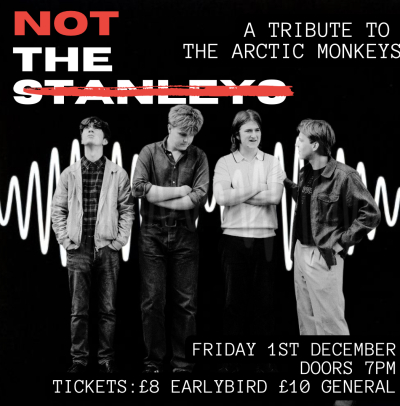 NOT
THE
STANLEYS
A TRIBUTE TO
THE ARCTIC MONKEYS
FRIDAY 1ST DECEMBER
DOORS 7PM
TICKETS:£8 EARLYBIRD £10 GENERAL